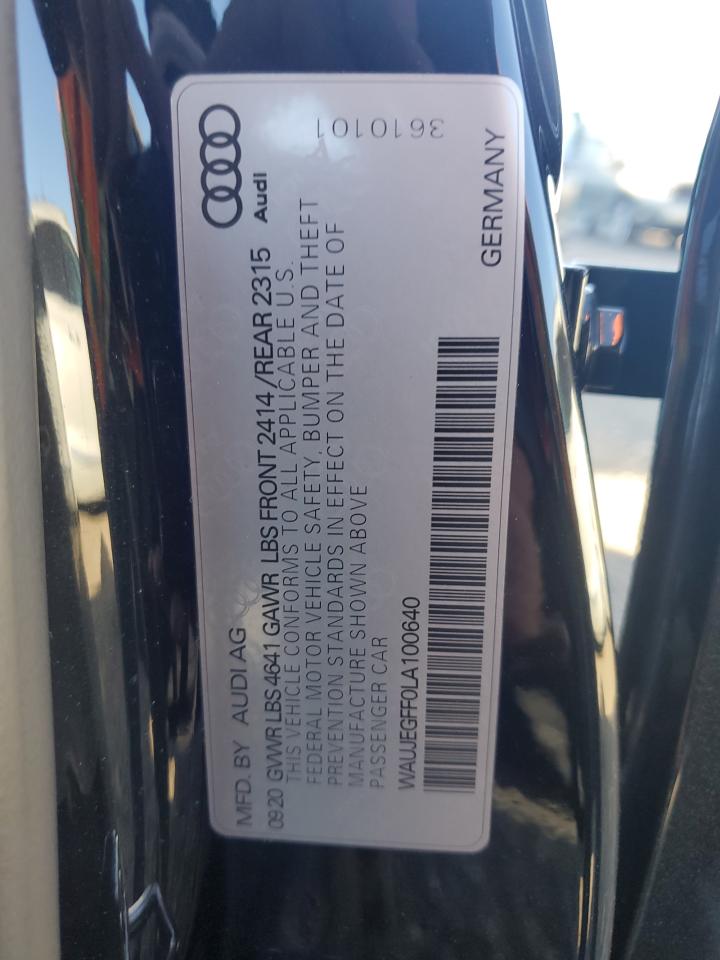 MFD. BY AUDI AG
Audi
0920 GVWR LBS 4641 GAWR LBS FRONT 2414/REAR 2315
THIS VEHICLE CONFORMS TO ALL APPLICABLE U.S.
FEDERAL MOTOR VEHICLE SAFETY, BUMPER AND THEFT
PREVENTION STANDARDS IN EFFECT ON THE DATE OF
MANUFACTURE SHOWN ABOVE
PASSENGER CAR
3610101
WAUJEGFF0LA100640
GERMANY